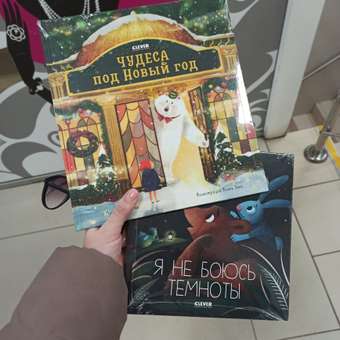 CLEVER
ЧУДЕСА
ПОД НОВЫЙ ГОД
Я НЕ БОЮСЬ
ТЕМНОТЫ
CLEVER